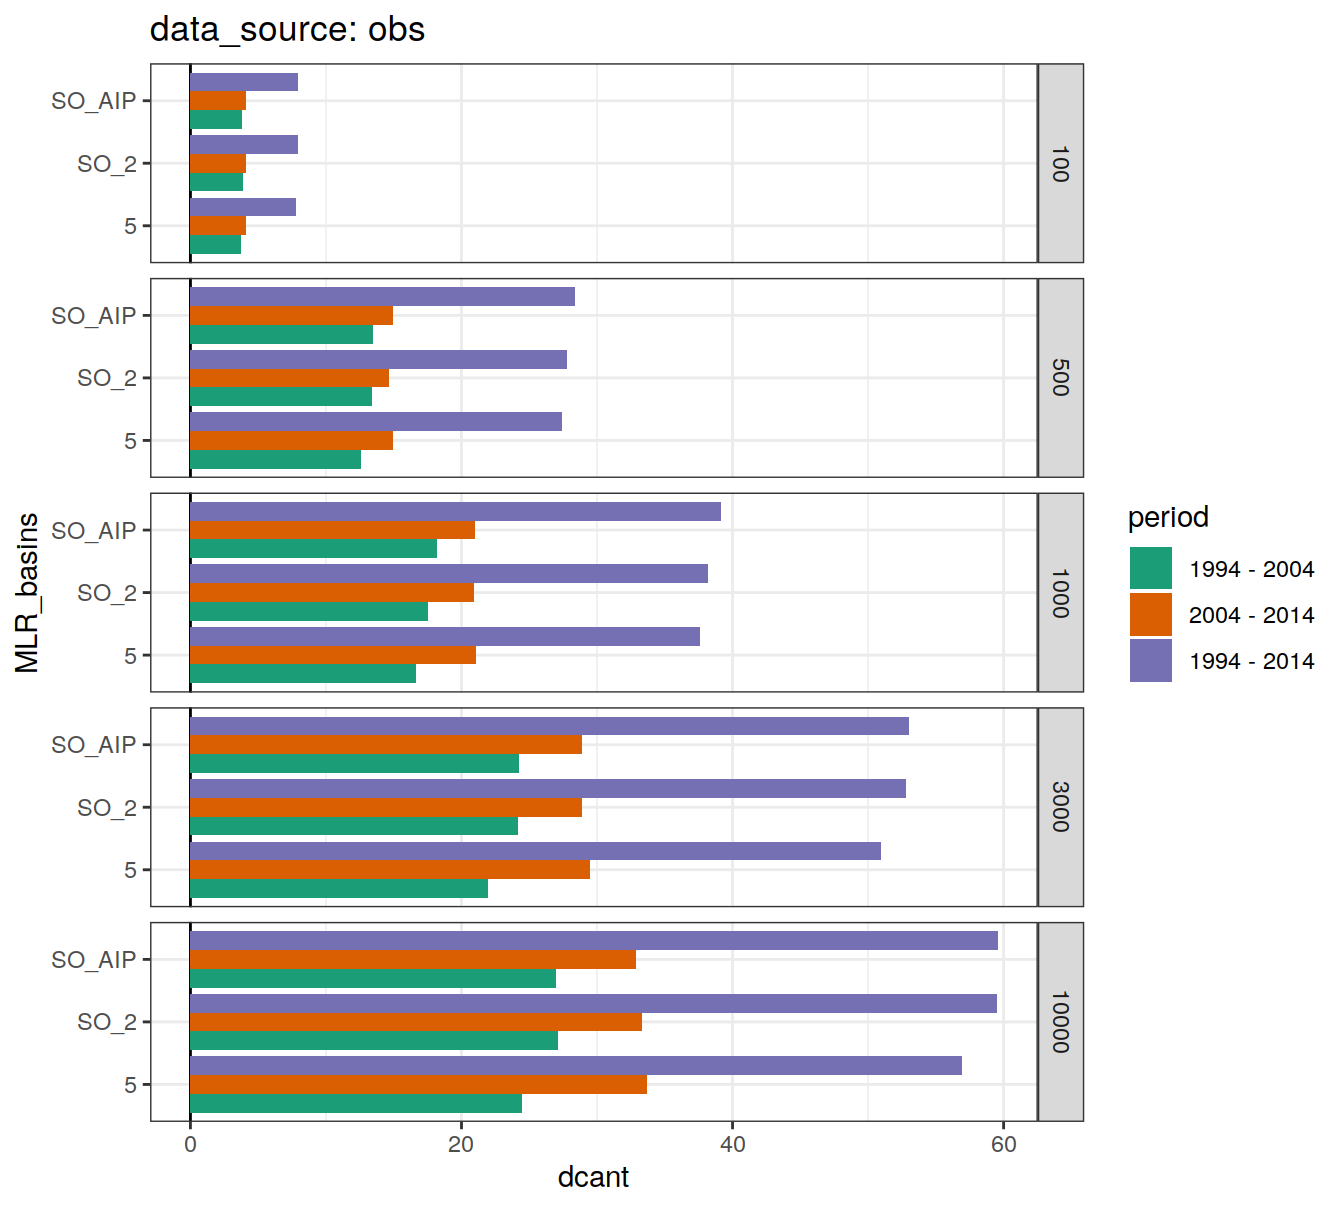 data_source: obs
SO_AIP
SO_2
5
100
SO_AIP
SO_2
5
500
MLR_basins
SO_AIP
SO_2
5
1000
SO_AIP
SO_2
5
3000
SO_AIP
SO_2
5
10000
0 20 40 60
dcant
period
1994 - 2004
2004 - 2014
1994 - 2014